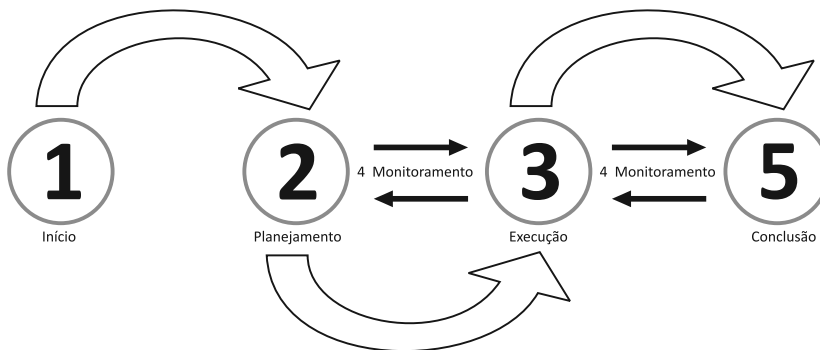 1
2
3
5
4 Monitoramento
4 Monitoramento
Início
Planejamento
Execução
Conclusão